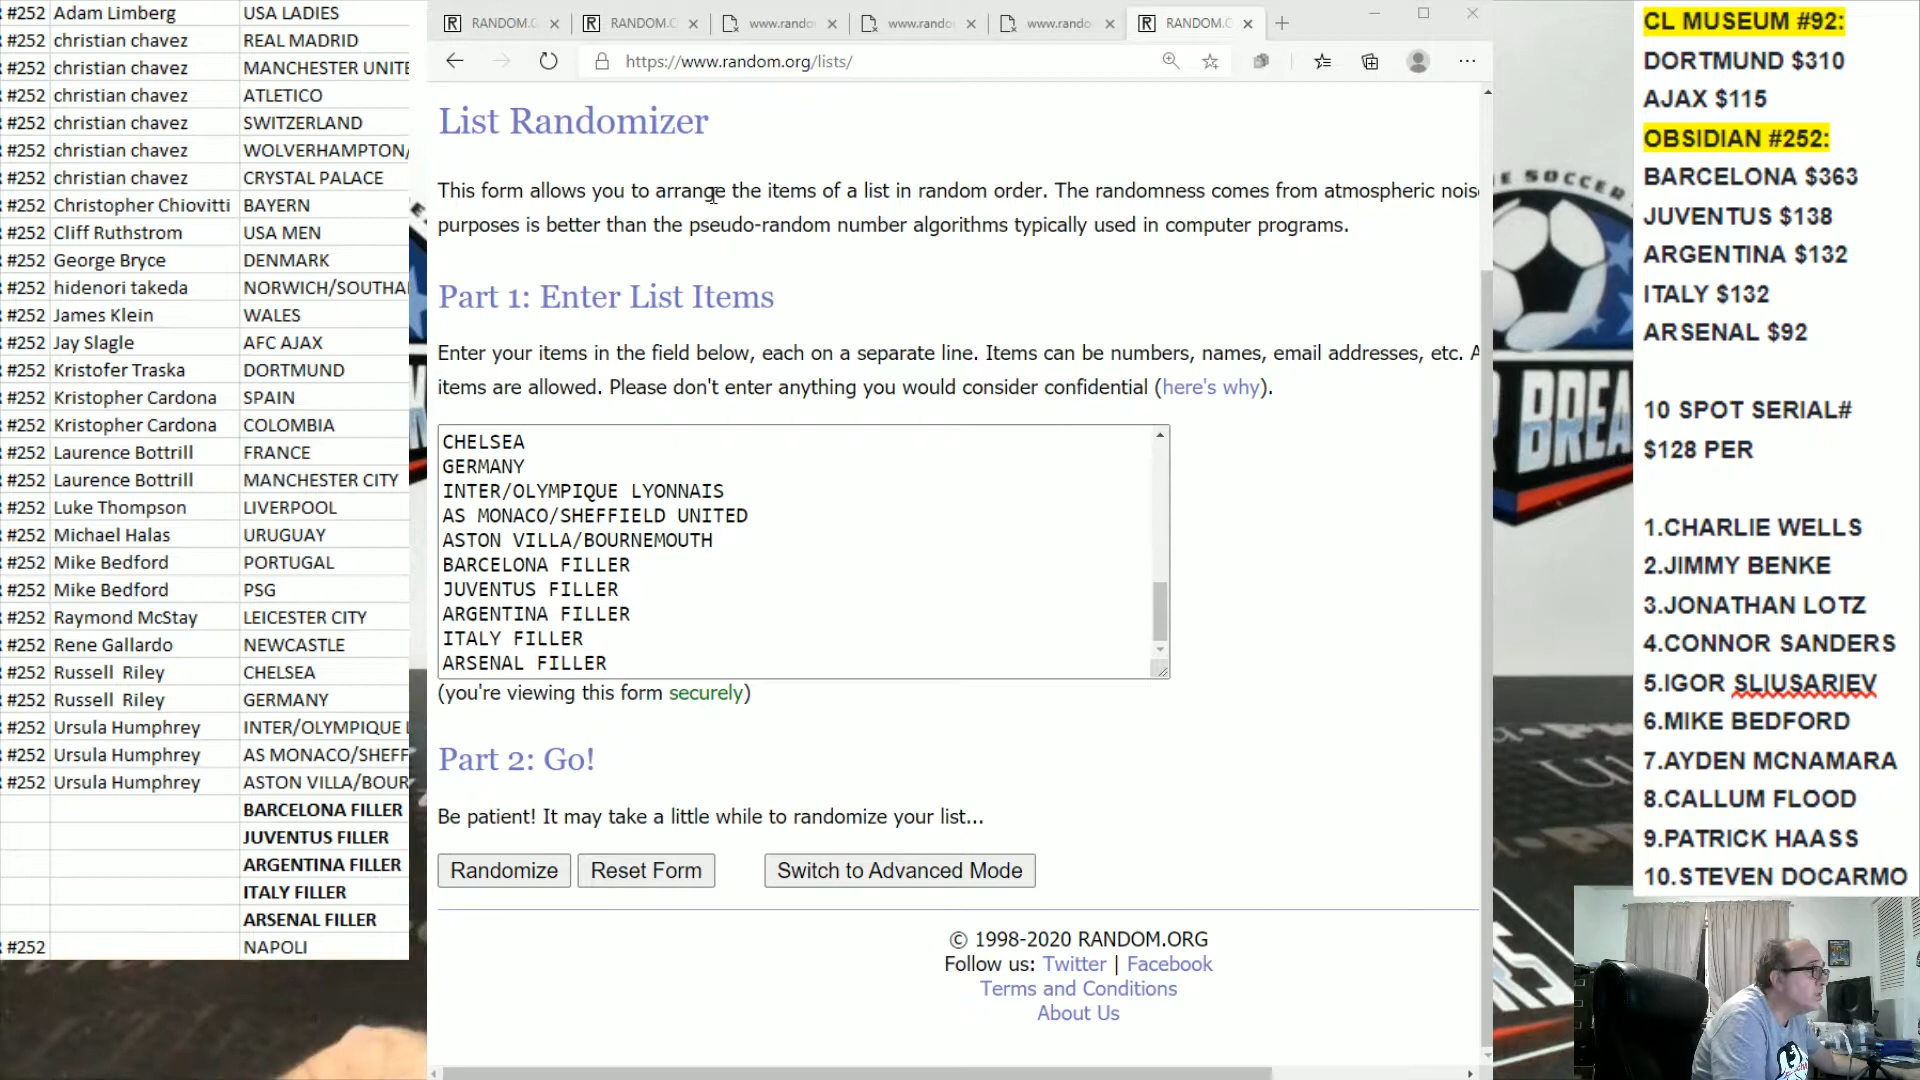 #252 Adam Limberg USA LADIES
#252 christian chavez REAL MADRID
#252 christian chavez MANCHESTER UNITE
#252 christian chavez ATLETICO
#252 christian chavez SWITZERLAND
#252 christian chavez WOLVERHAMPTON/
#252 christian chavez CRYSTAL PALACE
#252 Christopher Chiovitti BAYERN
#252 Cliff Ruthstrom USA MEN
#252 George Bryce DENMARK
#252 hidenori takeda NORWICH/SOUTHA
#252 James Klein WALES
#252 Jay Slagle AFC AJAX
#252 Kristofer Traska DORTMUND
#252 Kristopher Cardona SPAIN
#252 Kristopher Cardona COLOMBIA
#252 Laurence Bottrill FRANCE
#252 Laurence Bottrill MANCHESTER CITY
#252 Luke Thompson LIVERPOOL
#252 Michael Halas URUGUAY
#252 Mike Bedford PORTUGAL
#252 Mike Bedford PSG
#252 Raymond McStay LEICESTER CITY
#252 Rene Gallardo NEWCASTLE
#252 Russell Riley CHELSEA
#252 Russell Riley GERMANY
#252 Ursula Humphrey INTER/OLYMPIQUE L
#252 Ursula Humphrey AS MONACO/SHEFF
#252 Ursula Humphrey ASTON VILLA/BOUR
BARCELONA FILLER
JUVENTUS FILLER
ARGENTINA FILLER
ITALY FILLER
ARSENAL FILLER
#252 NAPOLI
RANDOM.O
RANDOM.O
www.rando
www.rando
www.rando
RANDOM.O
https://www.random.org/lists/
List Randomizer
This form allows you to arrange the items of a list in random order. The randomness comes from atmospheric nois
purposes is better than the pseudo-random number algorithms typically used in computer programs.
Part 1: Enter List Items
Enter your items in the field below, each on a separate line. Items can be numbers, names, email addresses, etc. A
items are allowed. Please don't enter anything you would consider confidential (here's why).
CHELSEA
GERMANY
INTER/OLYMPIQUE LYONNAIS
AS MONACO/SHEFFIELD UNITED
ASTON VILLA/BOURNEMOUTH
BARCELONA FILLER
JUVENTUS FILLER
ARGENTINA FILLER
ITALY FILLER
ARSENAL FILLER
(you're viewing this form securely)
Part 2: Go!
Be patient! It may take a little while to randomize your list...
Randomize
Reset Form
Switch to Advanced Mode
© 1998-2020 RANDOM.ORG
Follow us: Twitter | Facebook
Terms and Conditions
About Us
E SOCCER
BREA
CL MUSEUM #92:
DORTMUND $310
AJAX $115
OBSIDIAN #252:
BARCELONA $363
JUVENTUS $138
ARGENTINA $132
ITALY $132
ARSENAL $92
10 SPOT SERIAL#
$128 PER
1.CHARLIE WELLS
2.JIMMY BENKE
3.JONATHAN LOTZ
4.CONNOR SANDERS
5.IGOR SLIUSARIEV
6.MIKE BEDFORD
7.AYDEN MCNAMARA
8.CALLUM FLOOD
9.PATRICK HAASS
10.STEVEN DOCARMO